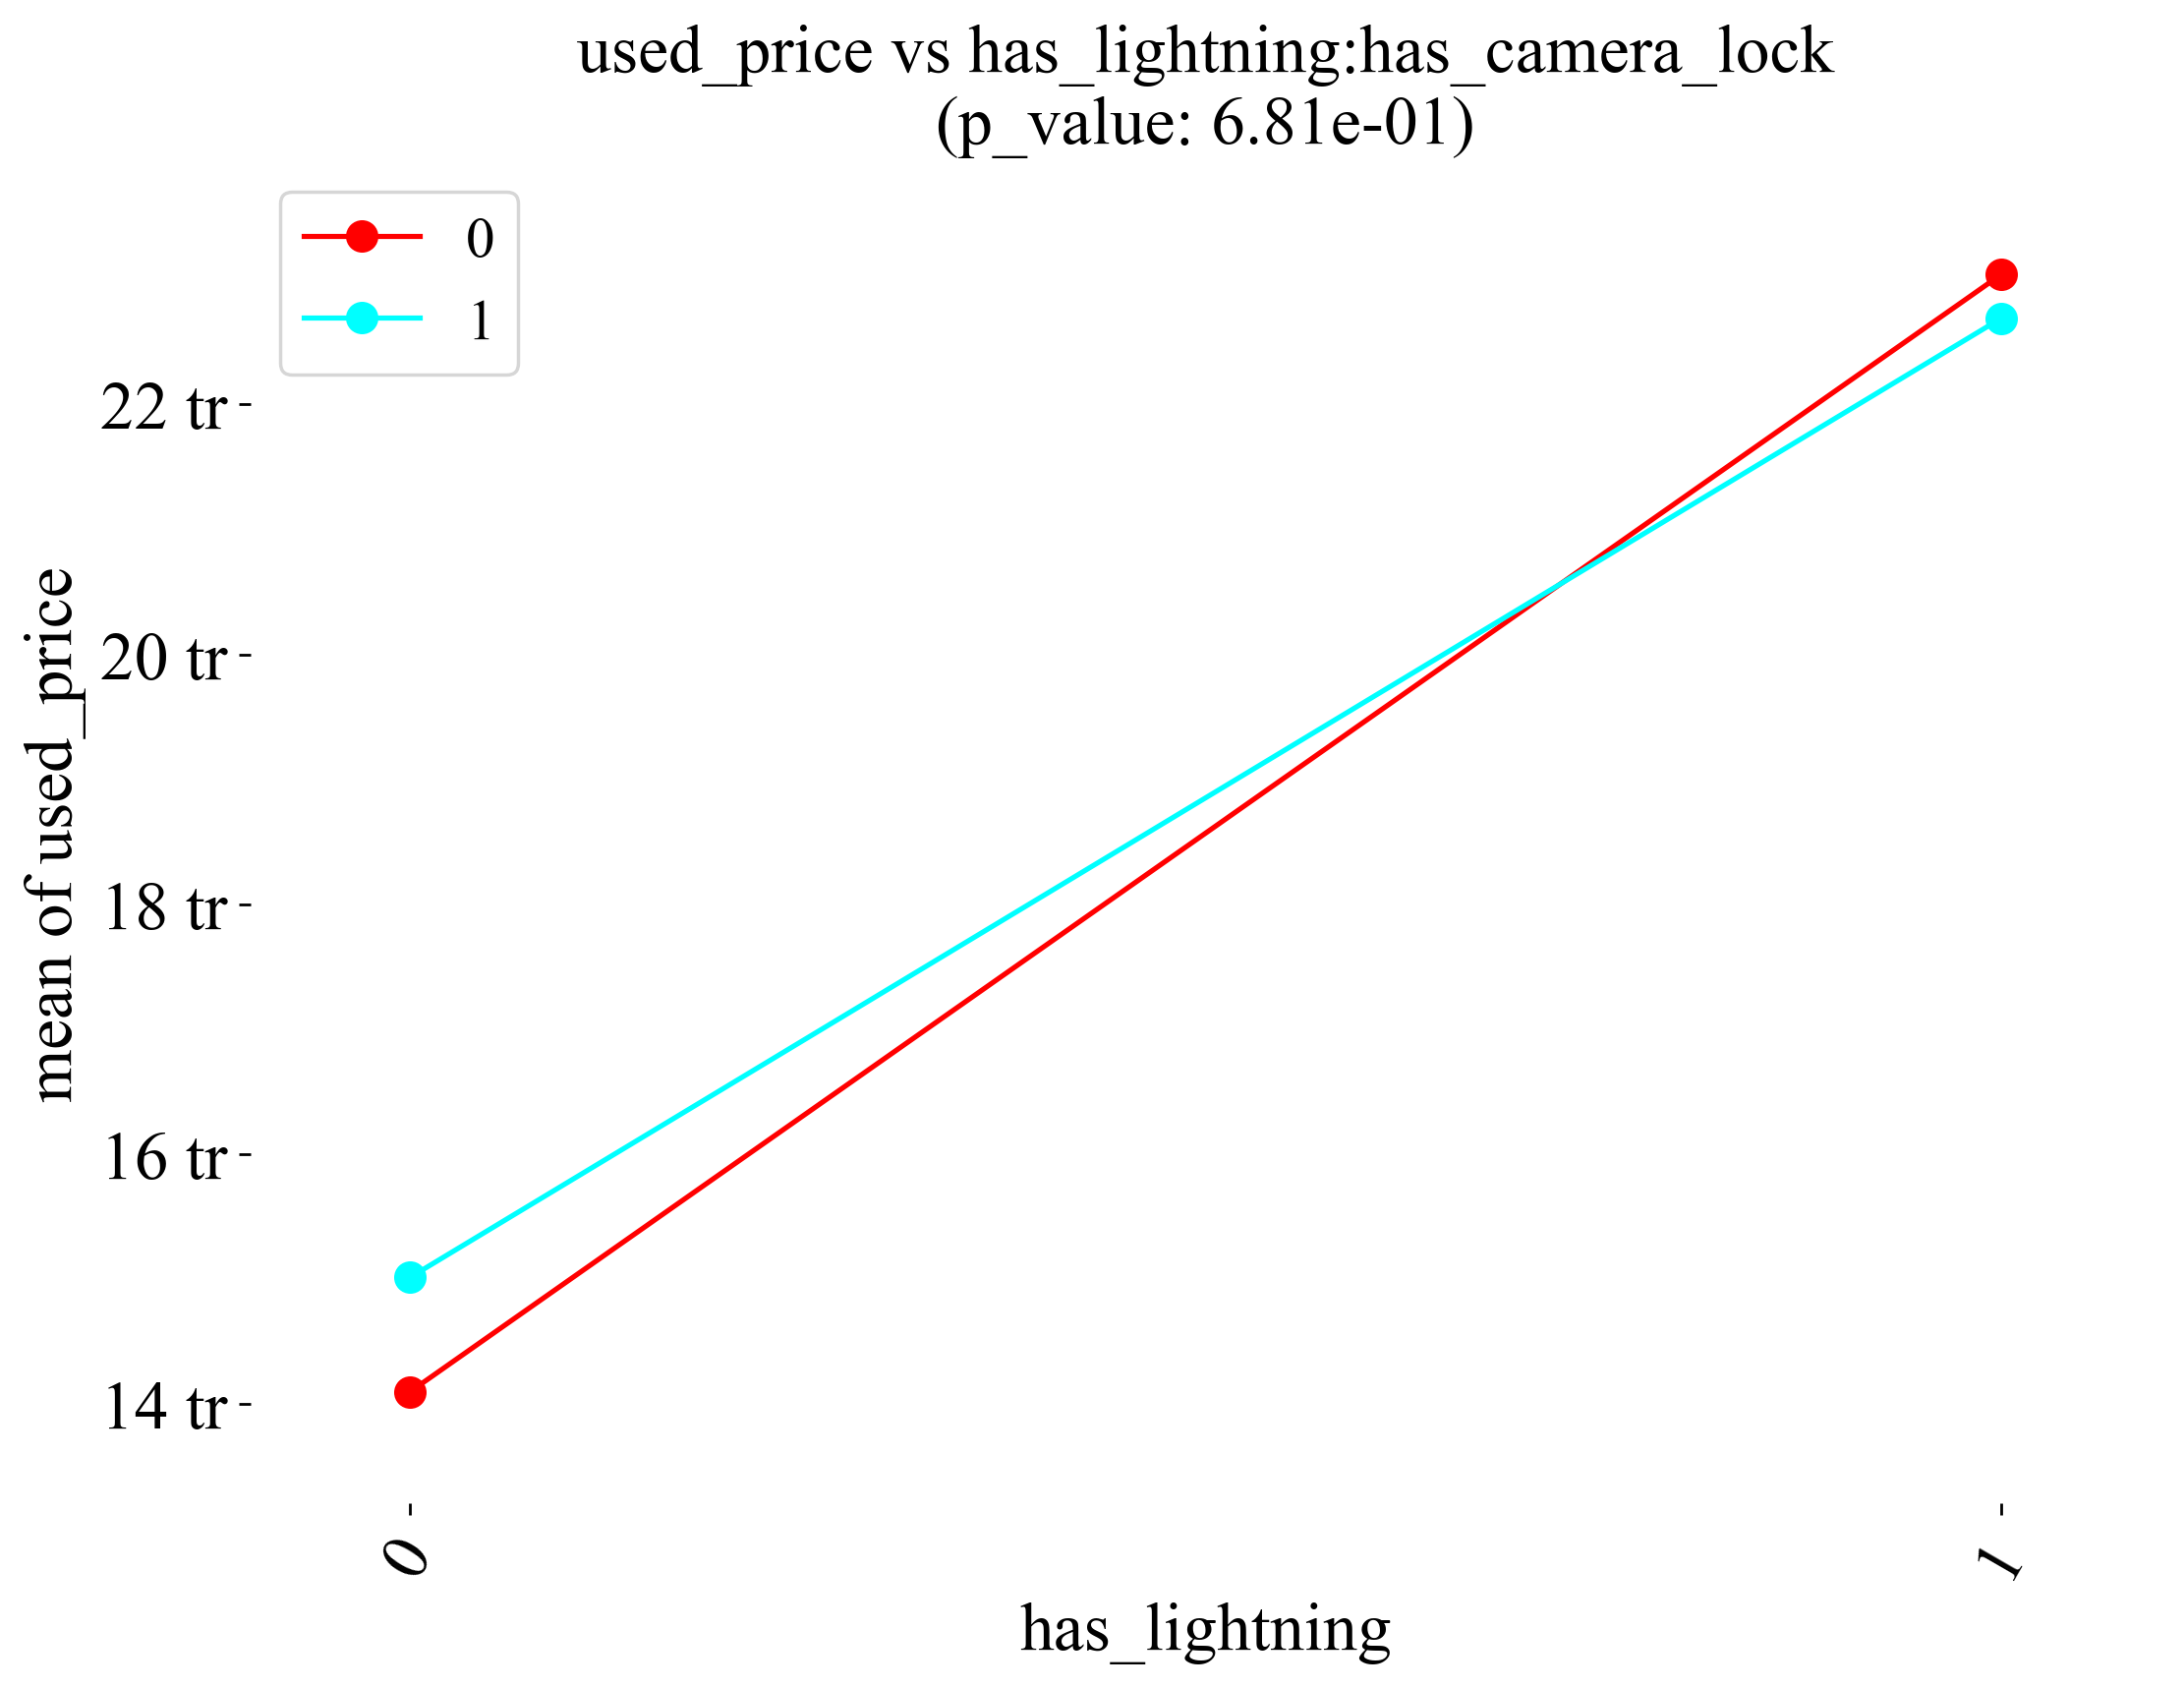 used_price vs has_lightning:has_camera_lock
(p_value: 6.81e-01)
0
1
22 tr
20 tr
18 tr
16 tr
14 tr
mean of used_price
0
1
has_lightning